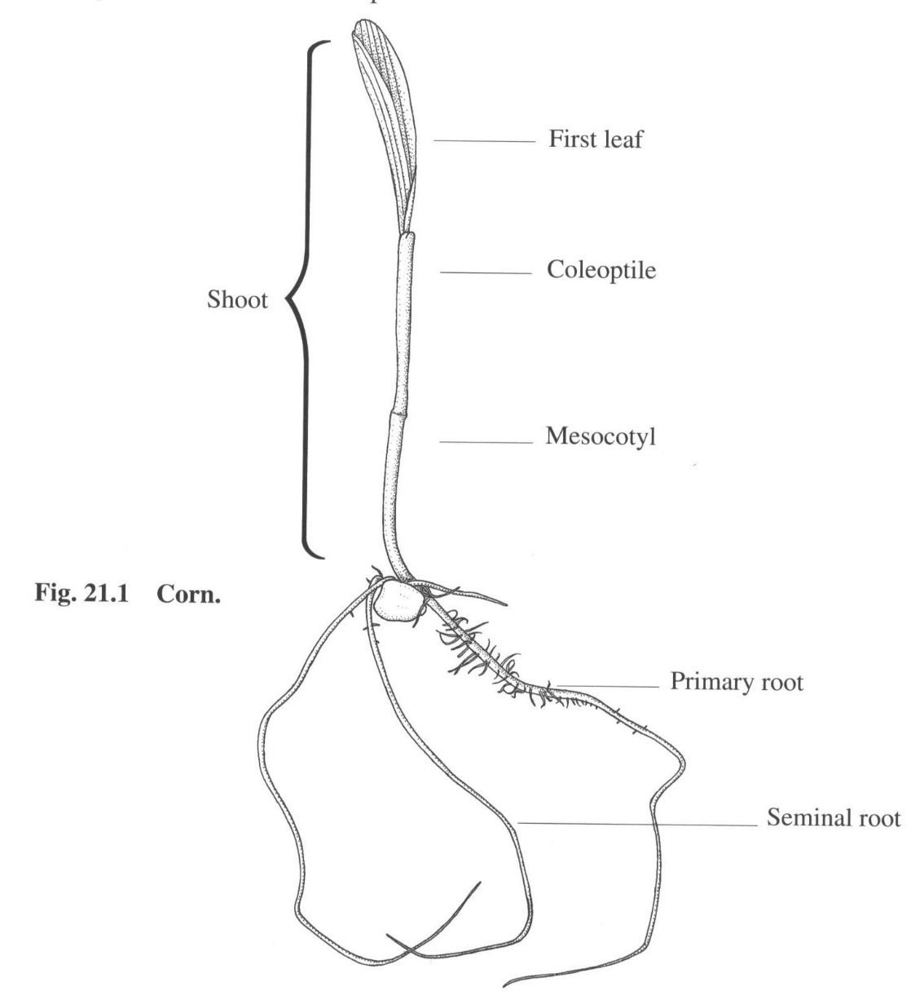 First leaf
Coleoptile
Shoot
Mesocotyl
Fig. 21.1 Corn.
Primary root
Seminal root